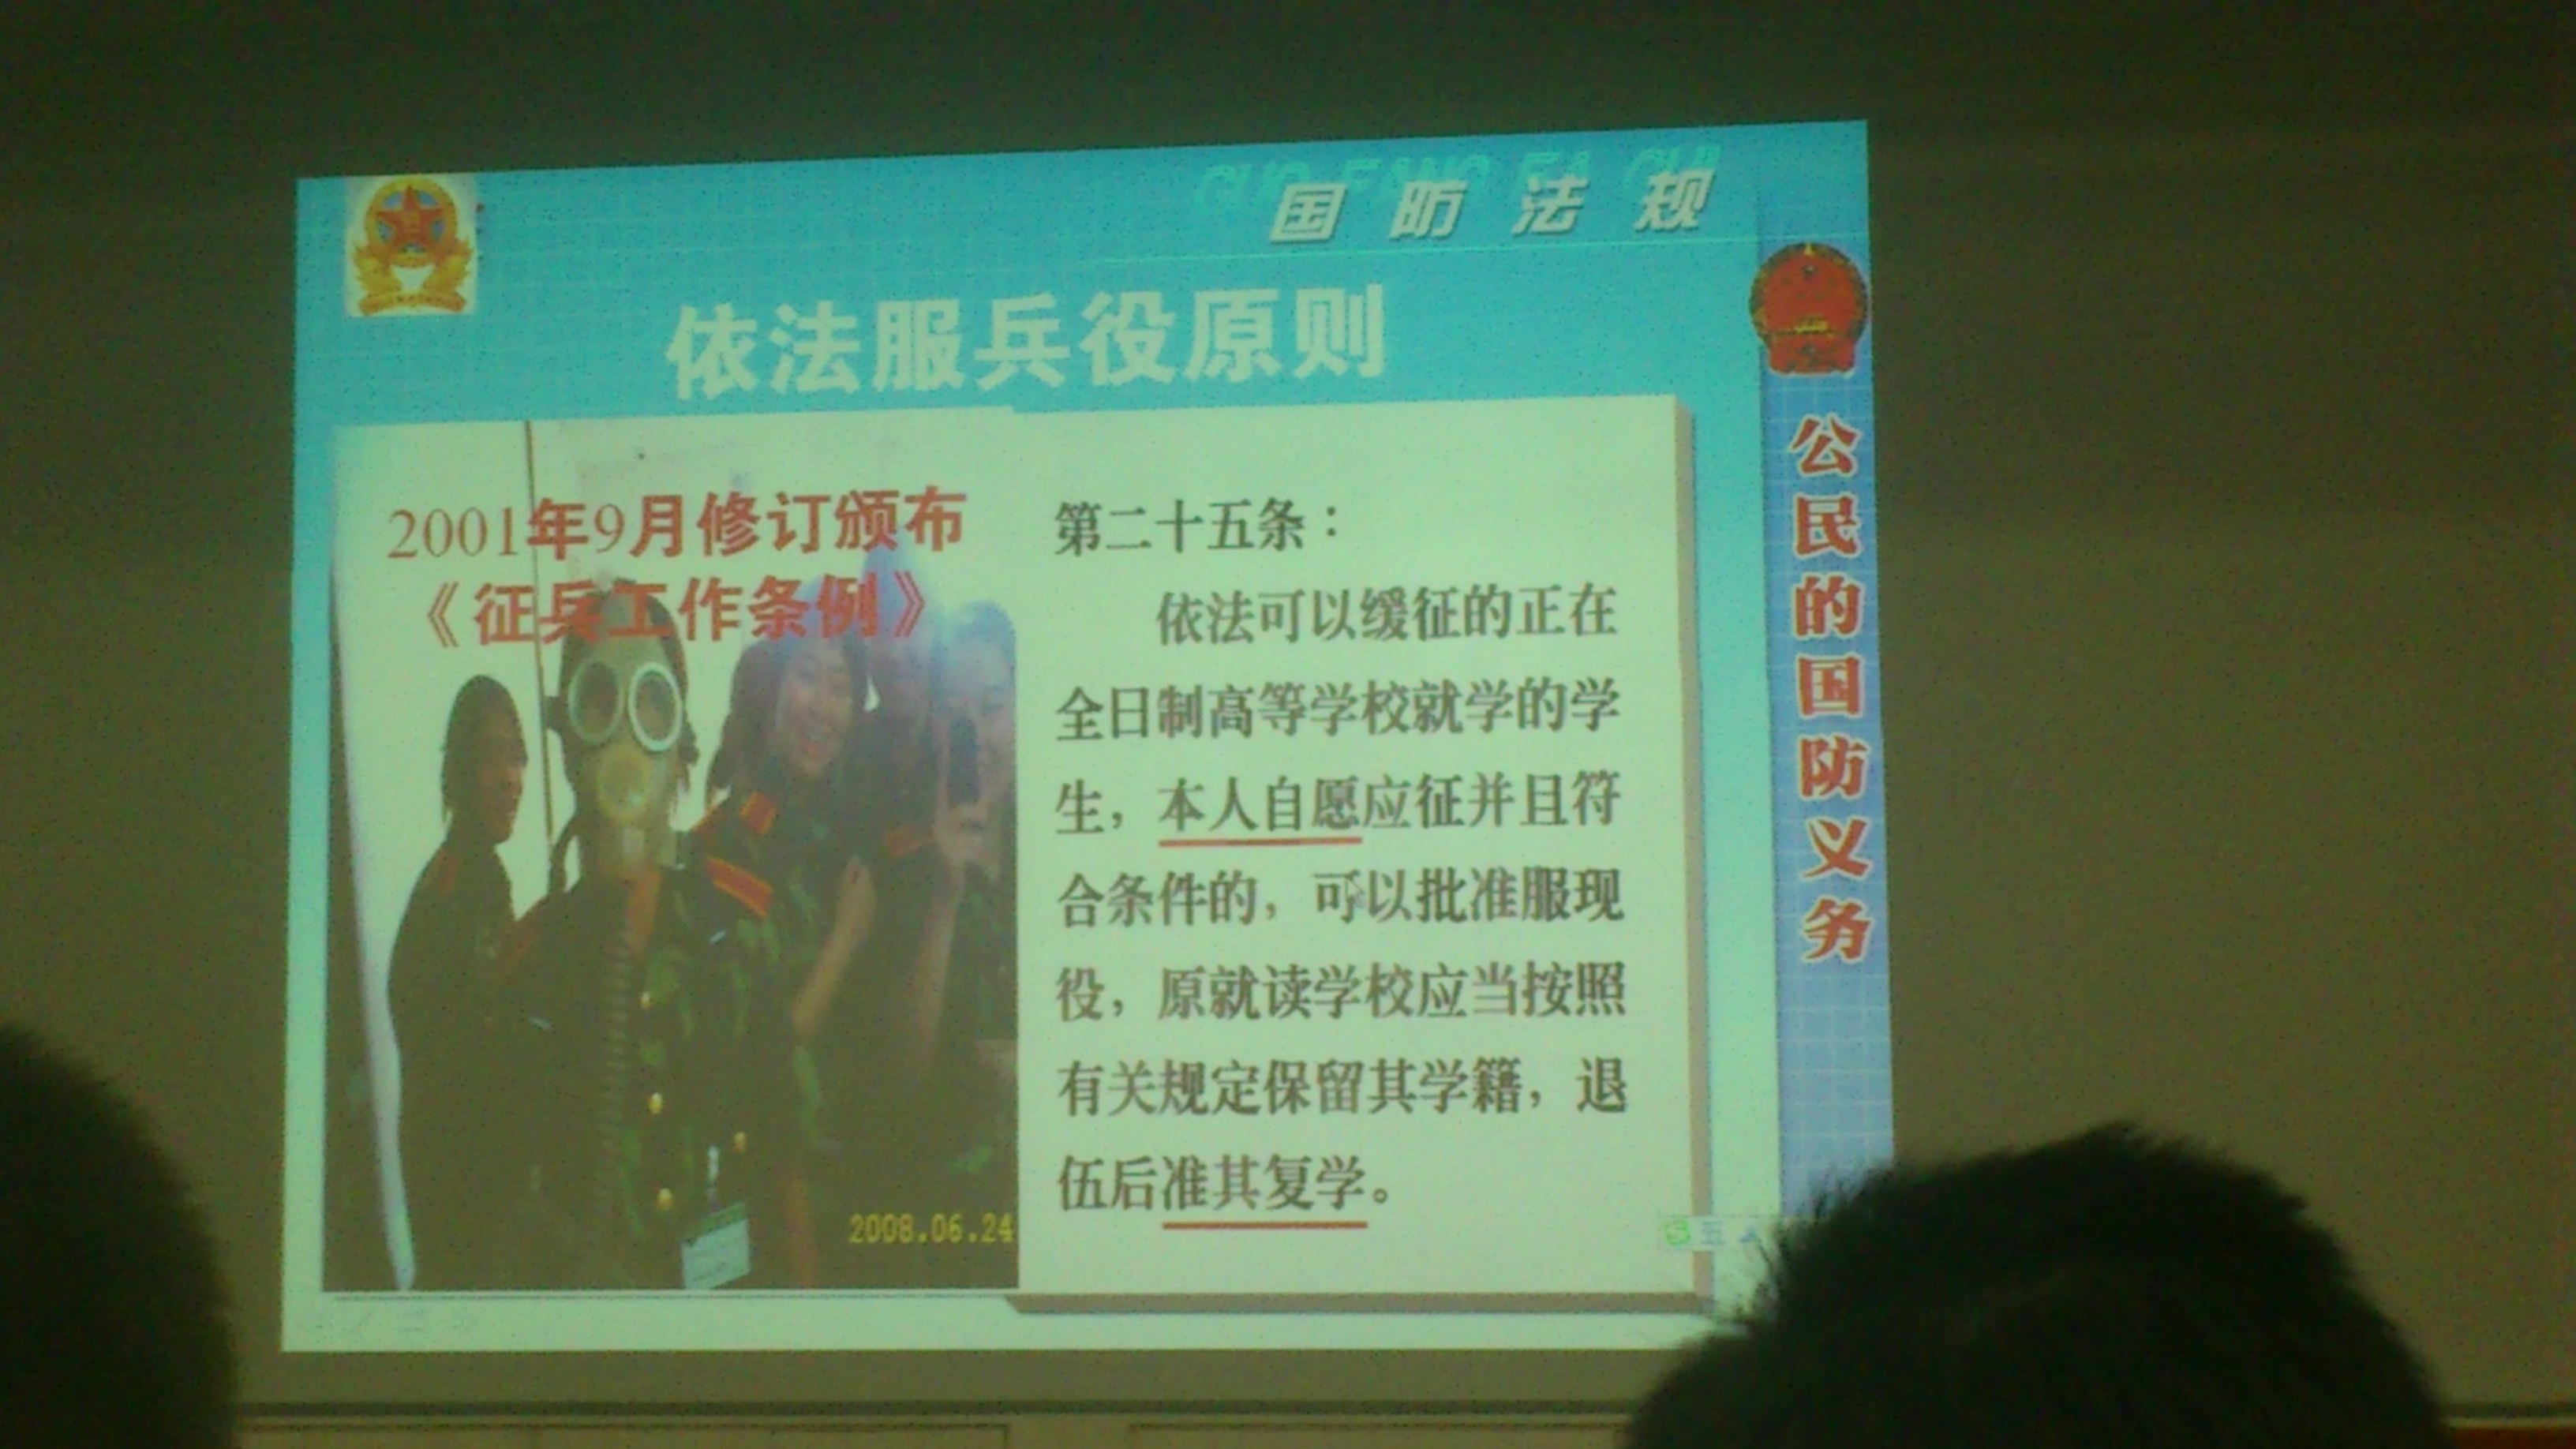 GUO FANG FA GUI
国防法规
依法服兵役原则
2001年9月修订颁布
《征兵工作条例》
2008.06.24
第二十五条：
依法可以缓征的正在
全日制高等学校就学的学
生，本人自愿应征并且符
合条件的，可以批准服现
役，原就读学校应当按照
有关规定保留其学籍，退
伍后准其复学。
公民的国防义务
五